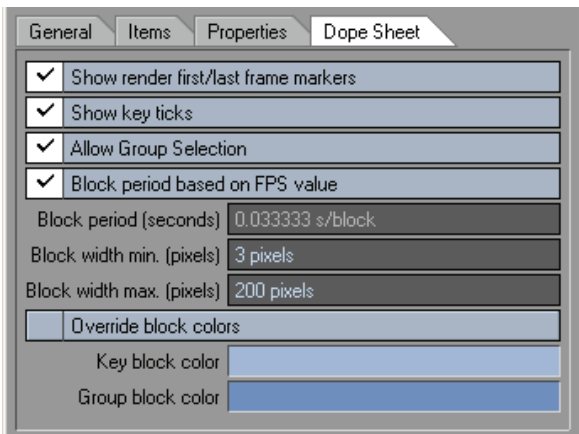 General Items Properties Dope Sheet
Show render first/last frame markers
Show key ticks
Allow Group Selection
Block period based on FPS value
Block period (seconds) 0.033333 s/block
Block width min. (pixels) 3 pixels
Block width max. (pixels) 200 pixels
Override block colors
Key block color
Group block color